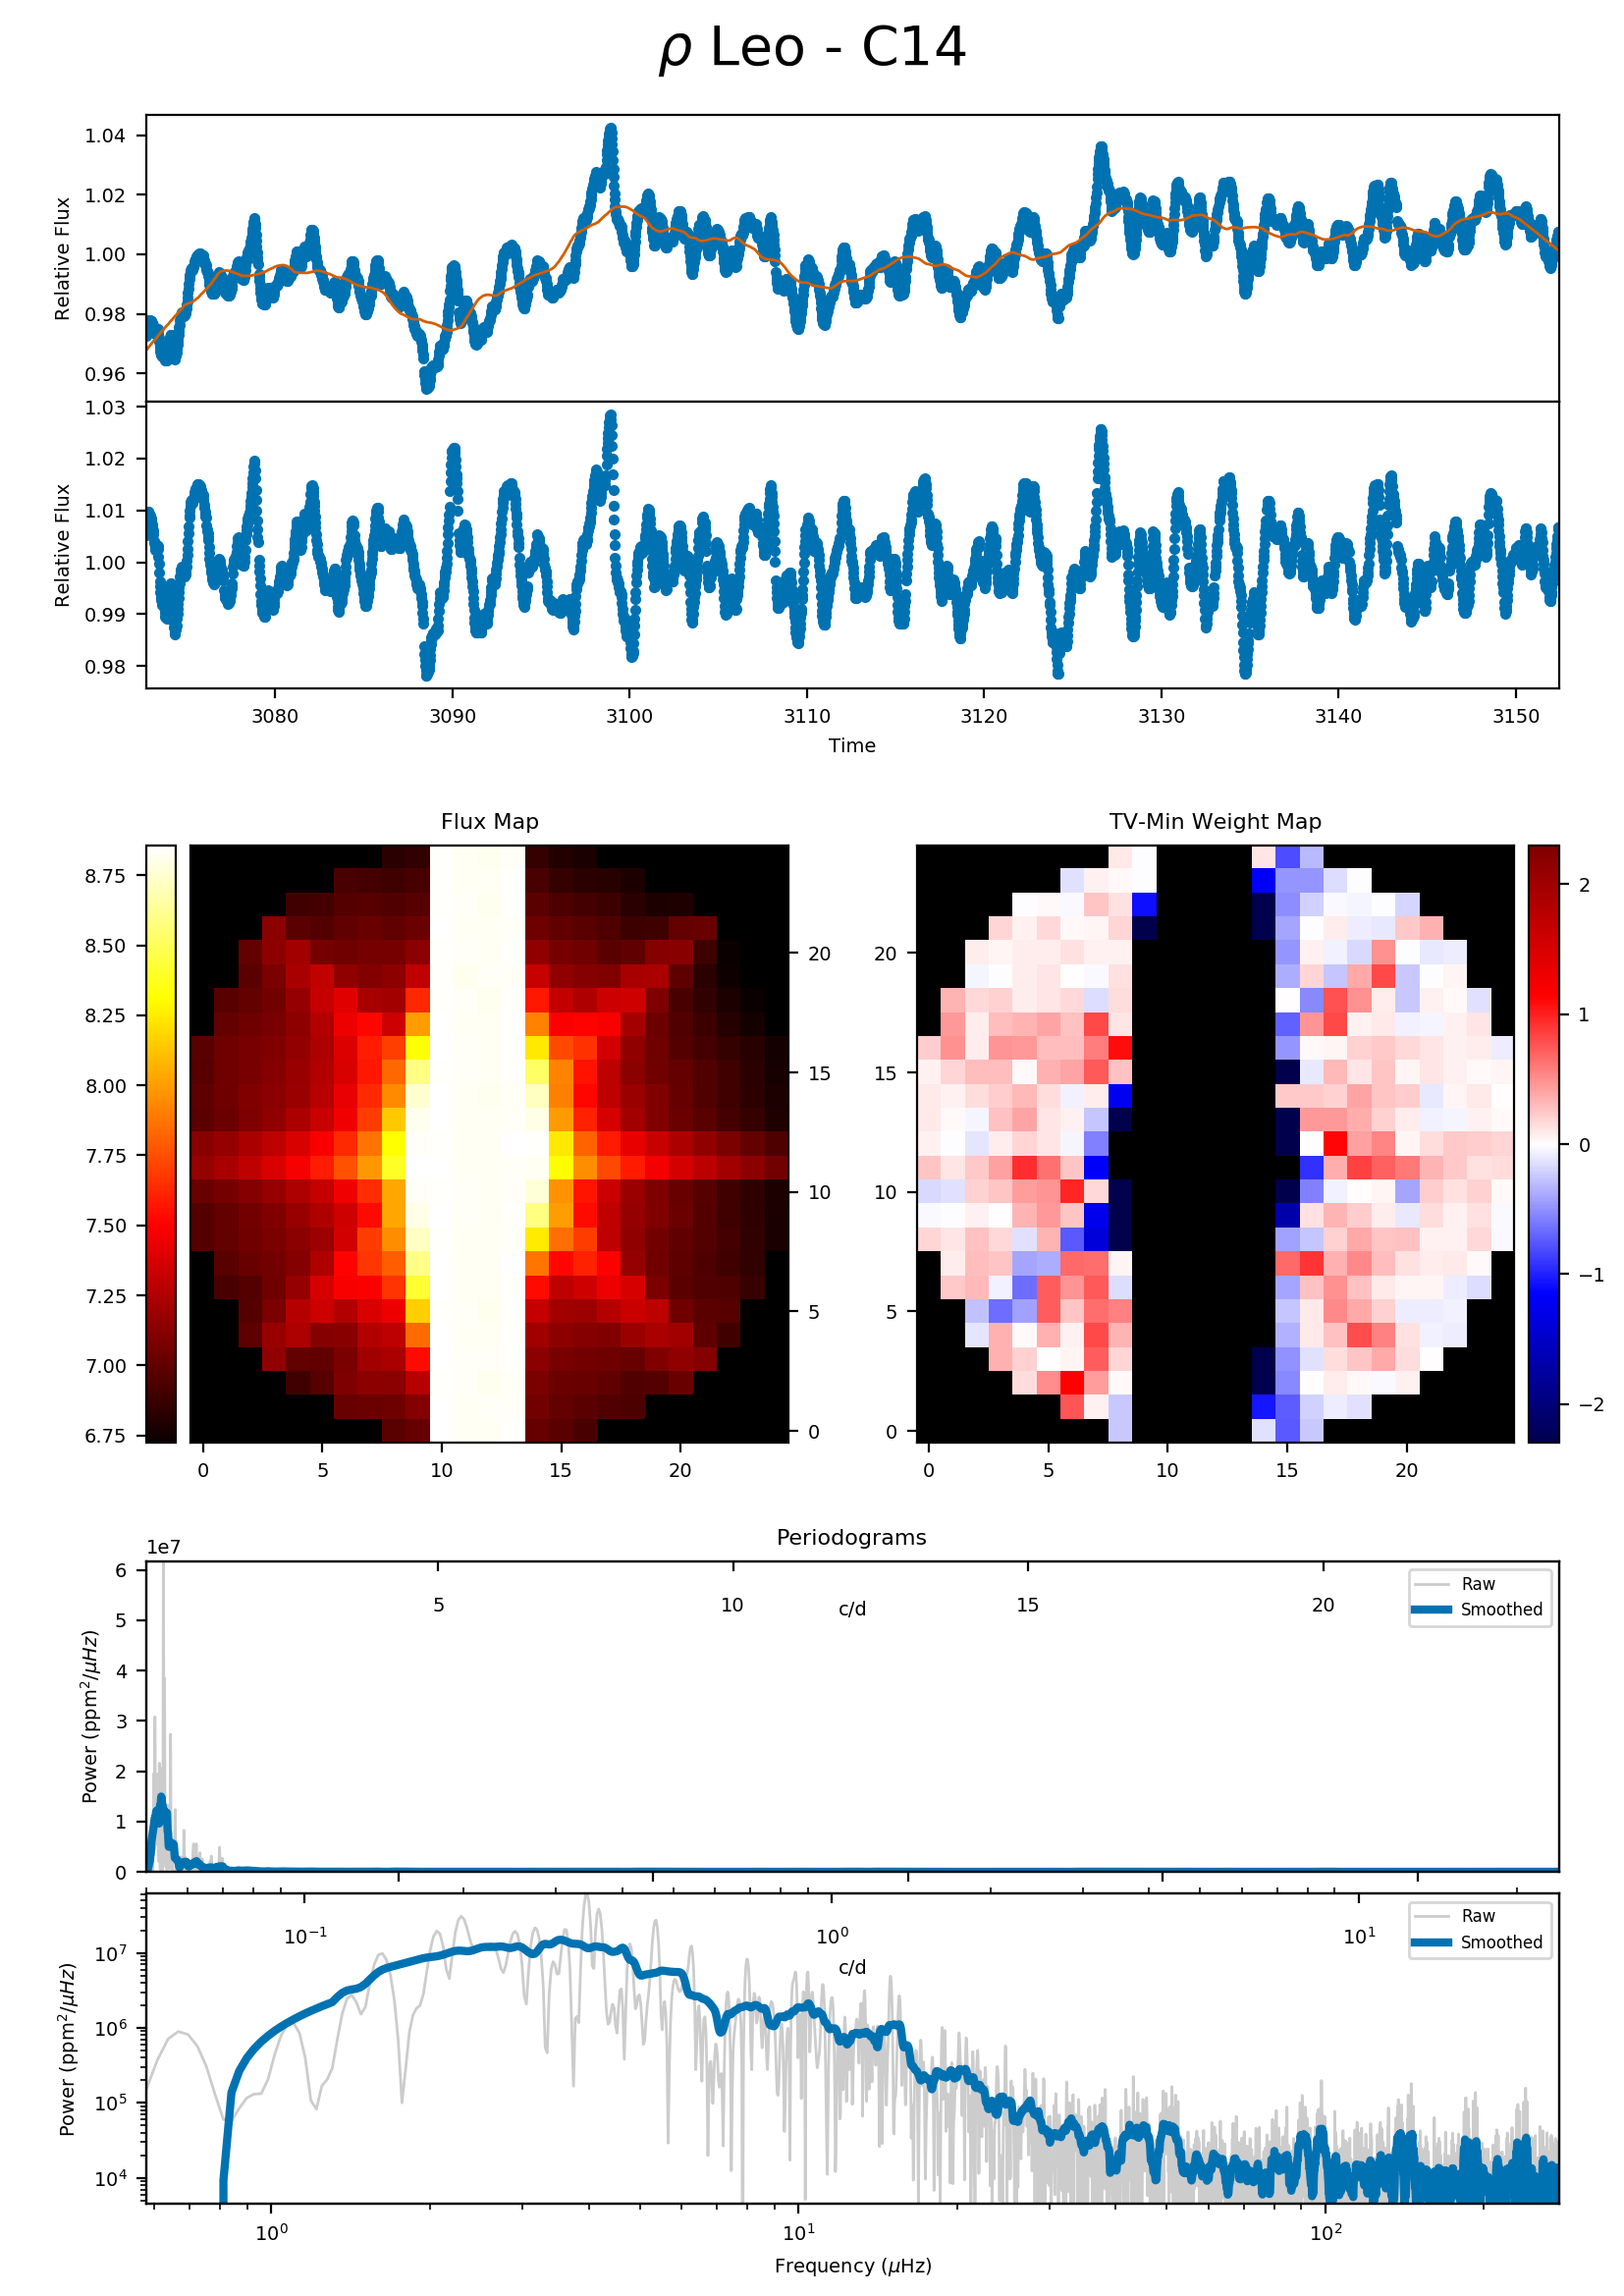 ρ Leo - C14
1.04
1.02
1.00
0.98
0.96
Relative Flux
1.03
1.02
1.01
1.00
0.99
0.98
Relative Flux
3080 3090 3100 3110 3120 3130 3140 3150
Time
Flux Map
8.75
8.50
8.25
8.00
7.75
7.50
7.25
7.00
6.75
20
15
10
5
0
0 5 10 15 20
TV-Min Weight Map
20
15
10
5
0
0 5 10 15 20
2
1
0
−1
−2
Periodograms
1e7
6
5
4
3
2
1
0
Power (ppm²/μHz)
5 10 15 20
c/d
Raw
Smoothed
10⁷
10⁶
10⁵
10⁴
Power (ppm²/μHz)
10⁻¹ 10⁰ 10¹
c/d
Raw
Smoothed
10⁰ 10¹ 10²
Frequency (μHz)